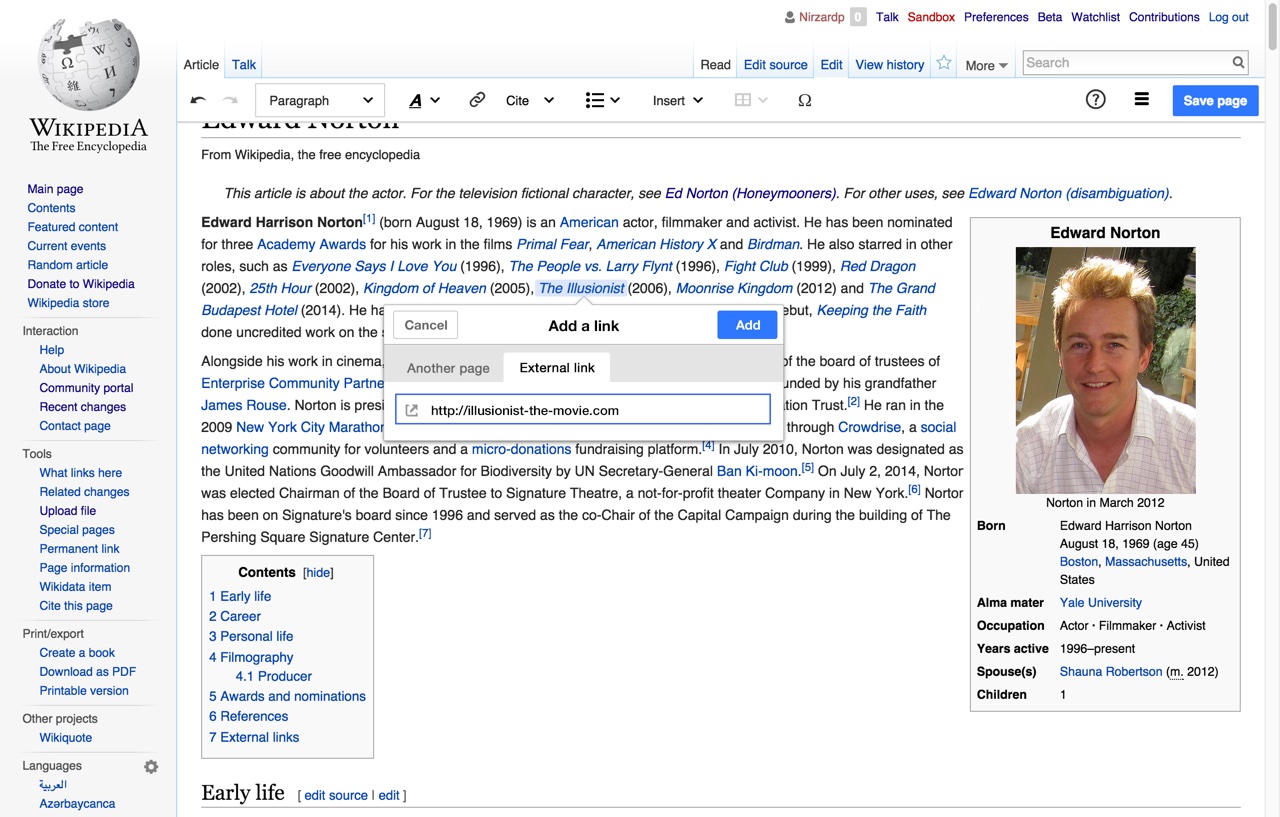 Nirzardp 0 Talk Sandbox Preferences Beta Watchlist Contributions Log out
Article Talk Read Edit source Edit View history More Search
Paragraph A Cite Insert Ω ? Save page
WIKIPEDIA
The Free Encyclopedia
Main page
Contents
Featured content
Current events
Random article
Donate to Wikipedia
Wikipedia store
Interaction
Help
About Wikipedia
Community portal
Recent changes
Contact page
Tools
What links here
Related changes
Upload file
Special pages
Permanent link
Page information
Wikidata item
Cite this page
Print/export
Create a book
Download as PDF
Printable version
Other projects
Wikiquote
Languages
العربية
Azərbaycanca
Edward Norton
From Wikipedia, the free encyclopedia
This article is about the actor. For the television fictional character, see Ed Norton (Honeymooners). For other uses, see Edward Norton (disambiguation).
Edward Harrison Norton[1] (born August 18, 1969) is an American actor, filmmaker and activist. He has been nominated
for three Academy Awards for his work in the films Primal Fear, American History X and Birdman. He also starred in other
roles, such as Everyone Says I Love You (1996), The People vs. Larry Flynt (1996), Fight Club (1999), Red Dragon
(2002), 25th Hour (2002), Kingdom of Heaven (2005), The Illusionist (2006), Moonrise Kingdom (2012) and The Grand
Budapest Hotel (2014). He ha ebut, Keeping the Faith
done uncredited work on the s
Cancel Add a link Add
Another page External link
http://illusionist-the-movie.com
Alongside his work in cinema, of the board of trustees of
Enterprise Community Partne unded by his grandfather
James Rouse. Norton is presi tion Trust.[2] He ran in the
2009 New York City Marathor through Crowdrise, a social
networking community for volunteers and a micro-donations fundraising platform.[4] In July 2010, Norton was designated as
the United Nations Goodwill Ambassador for Biodiversity by UN Secretary-General Ban Ki-moon.[5] On July 2, 2014, Nortor
was elected Chairman of the Board of Trustee to Signature Theatre, a not-for-profit theater Company in New York.[6] Nortor
has been on Signature's board since 1996 and served as the co-Chair of the Capital Campaign during the building of The
Pershing Square Signature Center.[7]
Contents [hide]
1 Early life
2 Career
3 Personal life
4 Filmography
4.1 Producer
5 Awards and nominations
6 References
7 External links
Early life [ edit source | edit ]
Edward Norton
Norton in March 2012
Born Edward Harrison Norton
August 18, 1969 (age 45)
Boston, Massachusetts, United
States
Alma mater Yale University
Occupation Actor · Filmmaker · Activist
Years active 1996–present
Spouse(s) Shauna Robertson (m. 2012)
Children 1